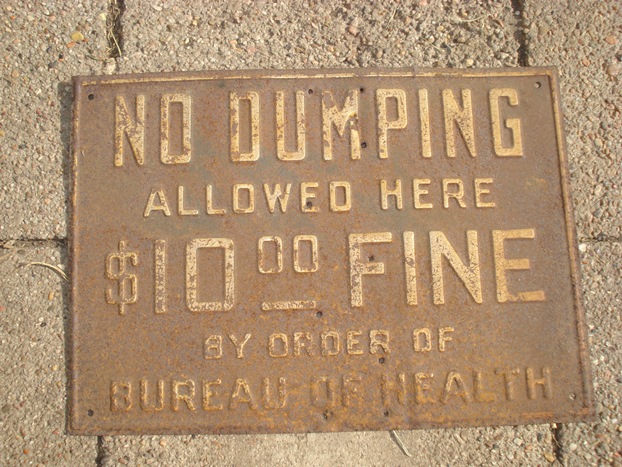 NO DUMPING
ALLOWED HERE
$10 00 FINE
BY ORDER OF
BUREAU OF HEALTH